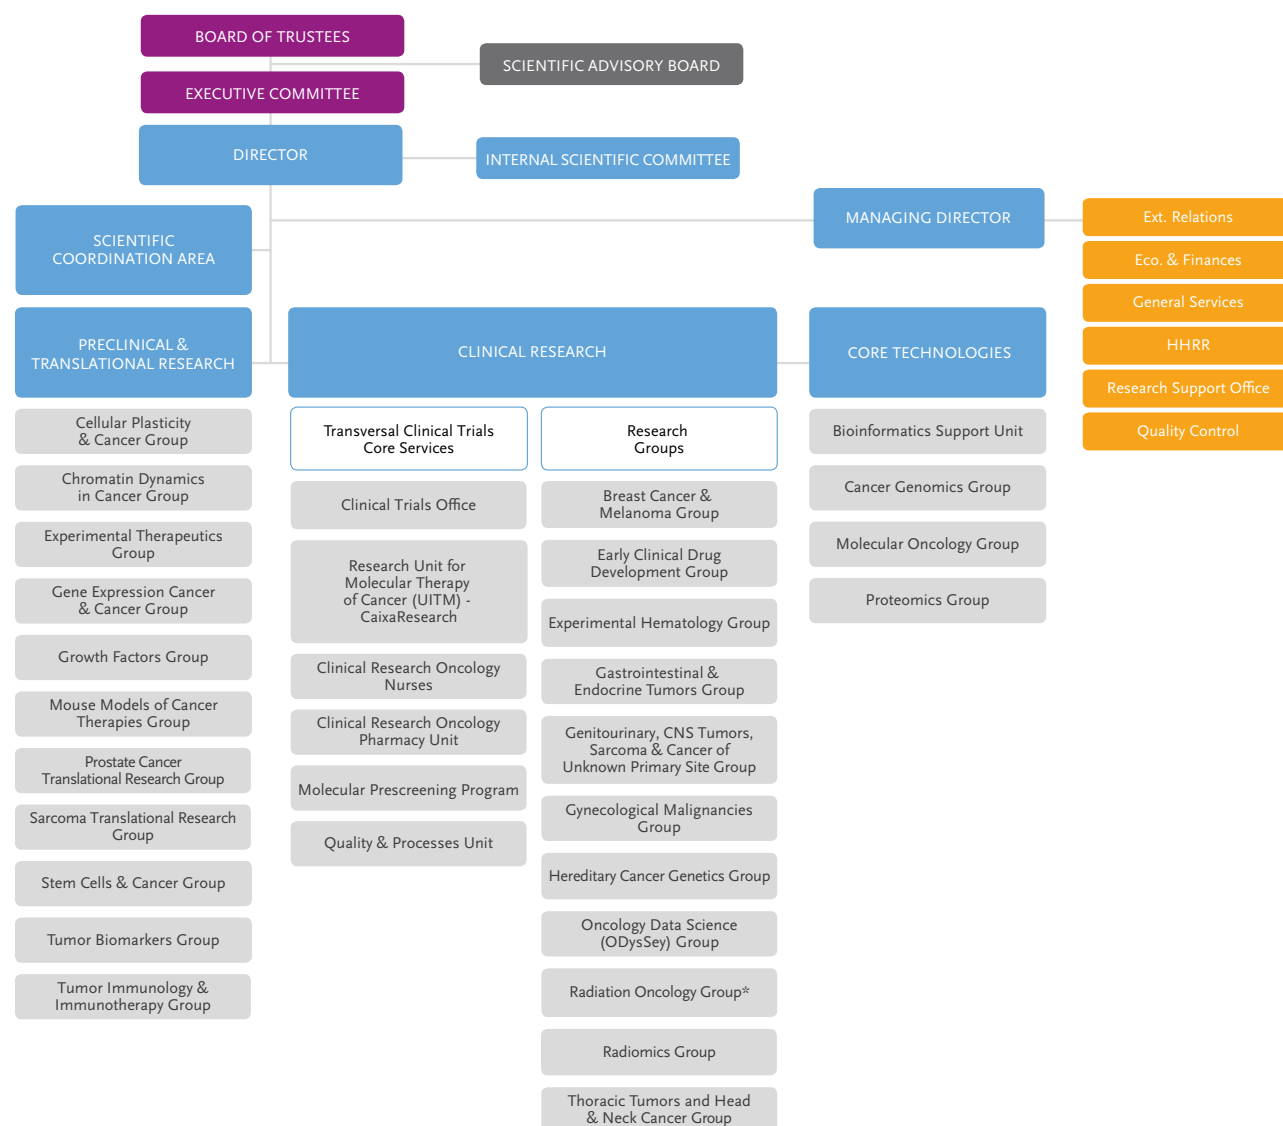 BOARD OF TRUSTEES
SCIENTIFIC ADVISORY BOARD
EXECUTIVE COMMITTEE
DIRECTOR
INTERNAL SCIENTIFIC COMMITTEE
MANAGING DIRECTOR
Ext. Relations
Eco. & Finances
General Services
HHRR
Research Support Office
Quality Control
SCIENTIFIC
COORDINATION AREA
PRECLINICAL &
TRANSLATIONAL RESEARCH
Cellular Plasticity
& Cancer Group
Chromatin Dynamics
in Cancer Group
Experimental Therapeutics
Group
Gene Expression Cancer
& Cancer Group
Growth Factors Group
Mouse Models of Cancer
Therapies Group
Prostate Cancer
Translational Research Group
Sarcoma Translational Research
Group
Stem Cells & Cancer Group
Tumor Biomarkers Group
Tumor Immunology &
Immunotherapy Group
CLINICAL RESEARCH
Transversal Clinical Trials
Core Services
Clinical Trials Office
Research Unit for
Molecular Therapy
of Cancer (UITM) -
CaixaResearch
Clinical Research Oncology
Nurses
Clinical Research Oncology
Pharmacy Unit
Molecular Prescreening Program
Quality & Processes Unit
Research
Groups
Breast Cancer &
Melanoma Group
Early Clinical Drug
Development Group
Experimental Hematology Group
Gastrointestinal &
Endocrine Tumors Group
Genitourinary, CNS Tumors,
Sarcoma & Cancer of
Unknown Primary Site Group
Gynecological Malignancies
Group
Hereditary Cancer Genetics Group
Oncology Data Science
(ODysSey) Group
Radiation Oncology Group*
Radiomics Group
Thoracic Tumors and Head
& Neck Cancer Group
CORE TECHNOLOGIES
Bioinformatics Support Unit
Cancer Genomics Group
Molecular Oncology Group
Proteomics Group